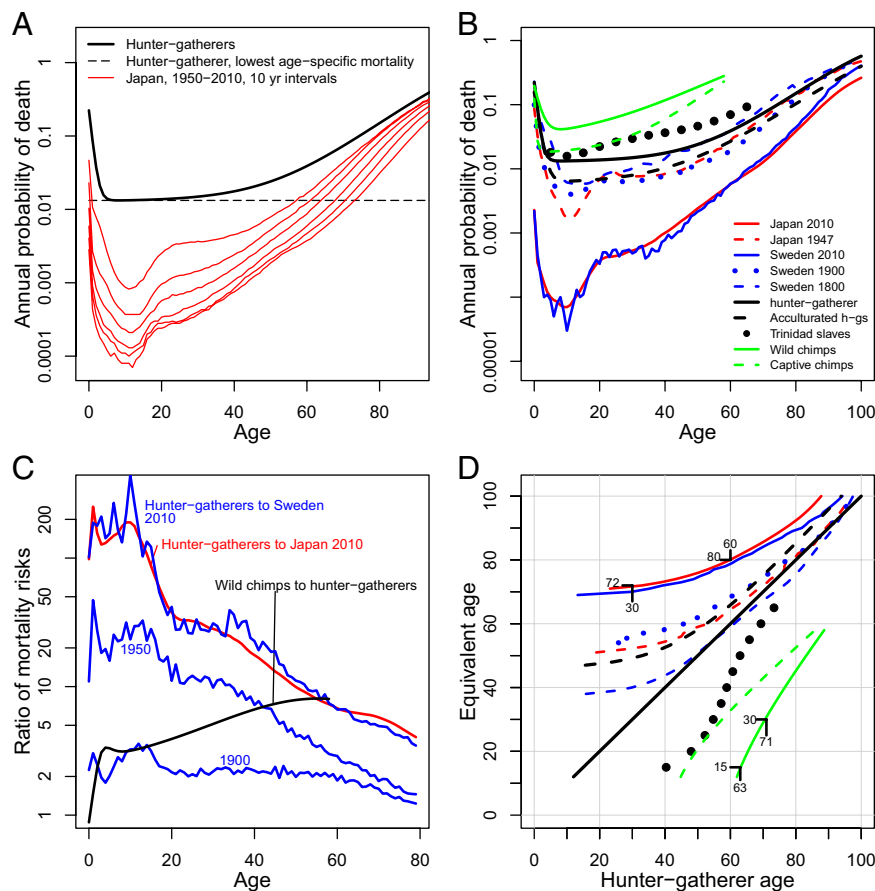 A
Hunter−gatherers
Hunter−gatherer, lowest age−specific mortality
Japan, 1950−2010, 10 yr intervals
Annual probability of death
1
0.1
0.01
0.001
0.0001
0 20 40 60 80
Age
B
Annual probability of death
1
0.1
0.01
0.001
0.00001
Japan 2010
Japan 1947
Sweden 2010
Sweden 1900
Sweden 1800
hunter−gatherer
Acculturated h−gs
Trinidad slaves
Wild chimps
Captive chimps
0 20 40 60 80 100
Age
C
Ratio of mortality risks
200
50
20
10
5
2
1
Hunter−gatherers to Sweden
2010
Hunter−gatherers to Japan 2010
Wild chimps to hunter−gatherers
1950
1900
0 20 40 60 80
Age
D
Equivalent age
100
80
60
40
20
0
60
80
72
30
30
71
15
63
0 20 40 60 80 100
Hunter−gatherer age